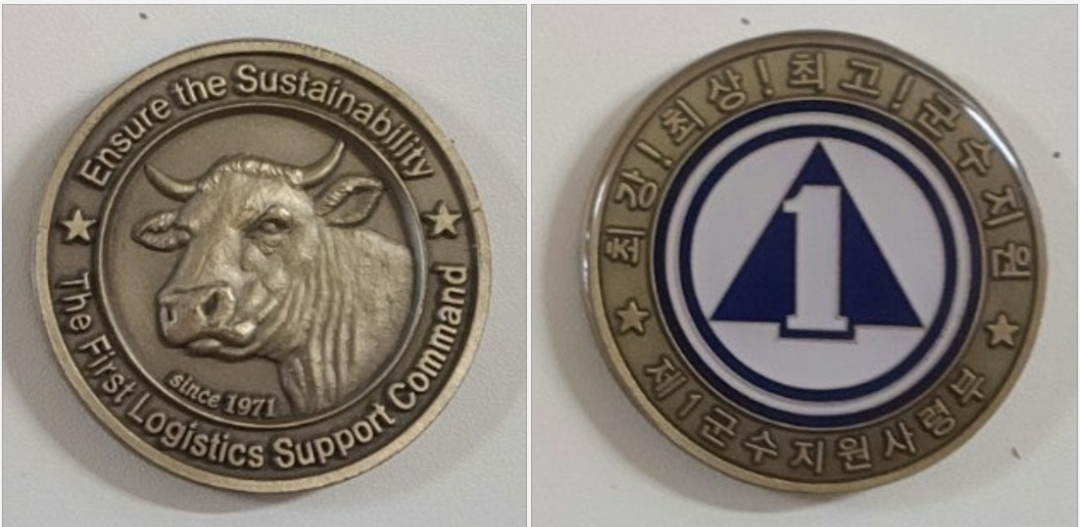 Ensure the Sustainability
since 1971
The First Logistics Support Command
최강! 최상! 최고! 군수지원
1
제1군수지원사령부